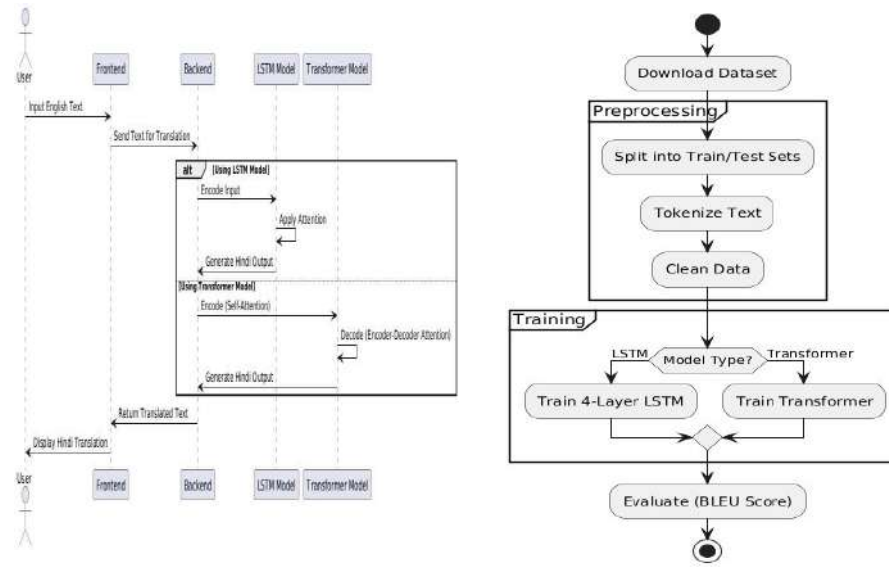 User
Frontend
Backend
LSTM Model
Transformer Model
Input English Text
Send Text for Translation
alt
[Using LSTM Model]
Encode Input
Apply Attention
Generate Hindi Output
[Using Transformer Model]
Encode (Self-Attention)
Decode (Encoder-Decoder Attention)
Generate Hindi Output
Return Translated Text
Display Hindi Translation
User
Frontend
Backend
LSTM Model
Transformer Model
Download Dataset
Preprocessing
Split into Train/Test Sets
Tokenize Text
Clean Data
Training
LSTM
Model Type?
Transformer
Train 4-Layer LSTM
Train Transformer
Evaluate (BLEU Score)